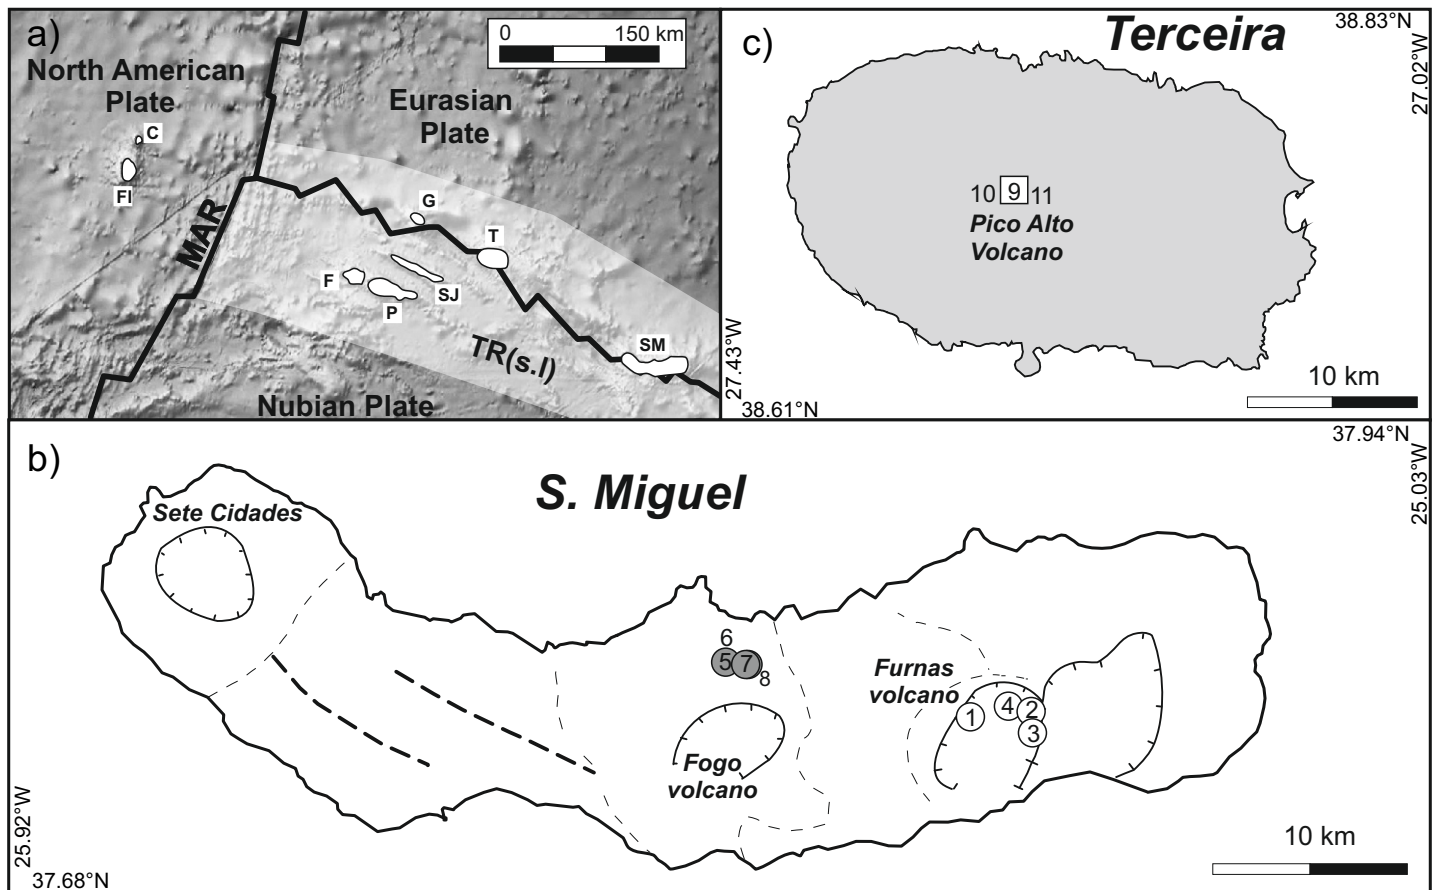 a)
0 150 km
North American
Plate
Eurasian
Plate
C
FI
MAR
G
T
F
SJ
P
TR(s.l)
SM
Nubian Plate
c)
Terceira
38.83°N
27.02°W
10 9 11
Pico Alto
Volcano
27.43°W
38.61°N
10 km
b)
S. Miguel
37.94°N
25.03°W
Sete Cidades
6
5 7
8
Furnas
volcano
1 4 2
3
Fogo
volcano
25.92°W
37.68°N
10 km